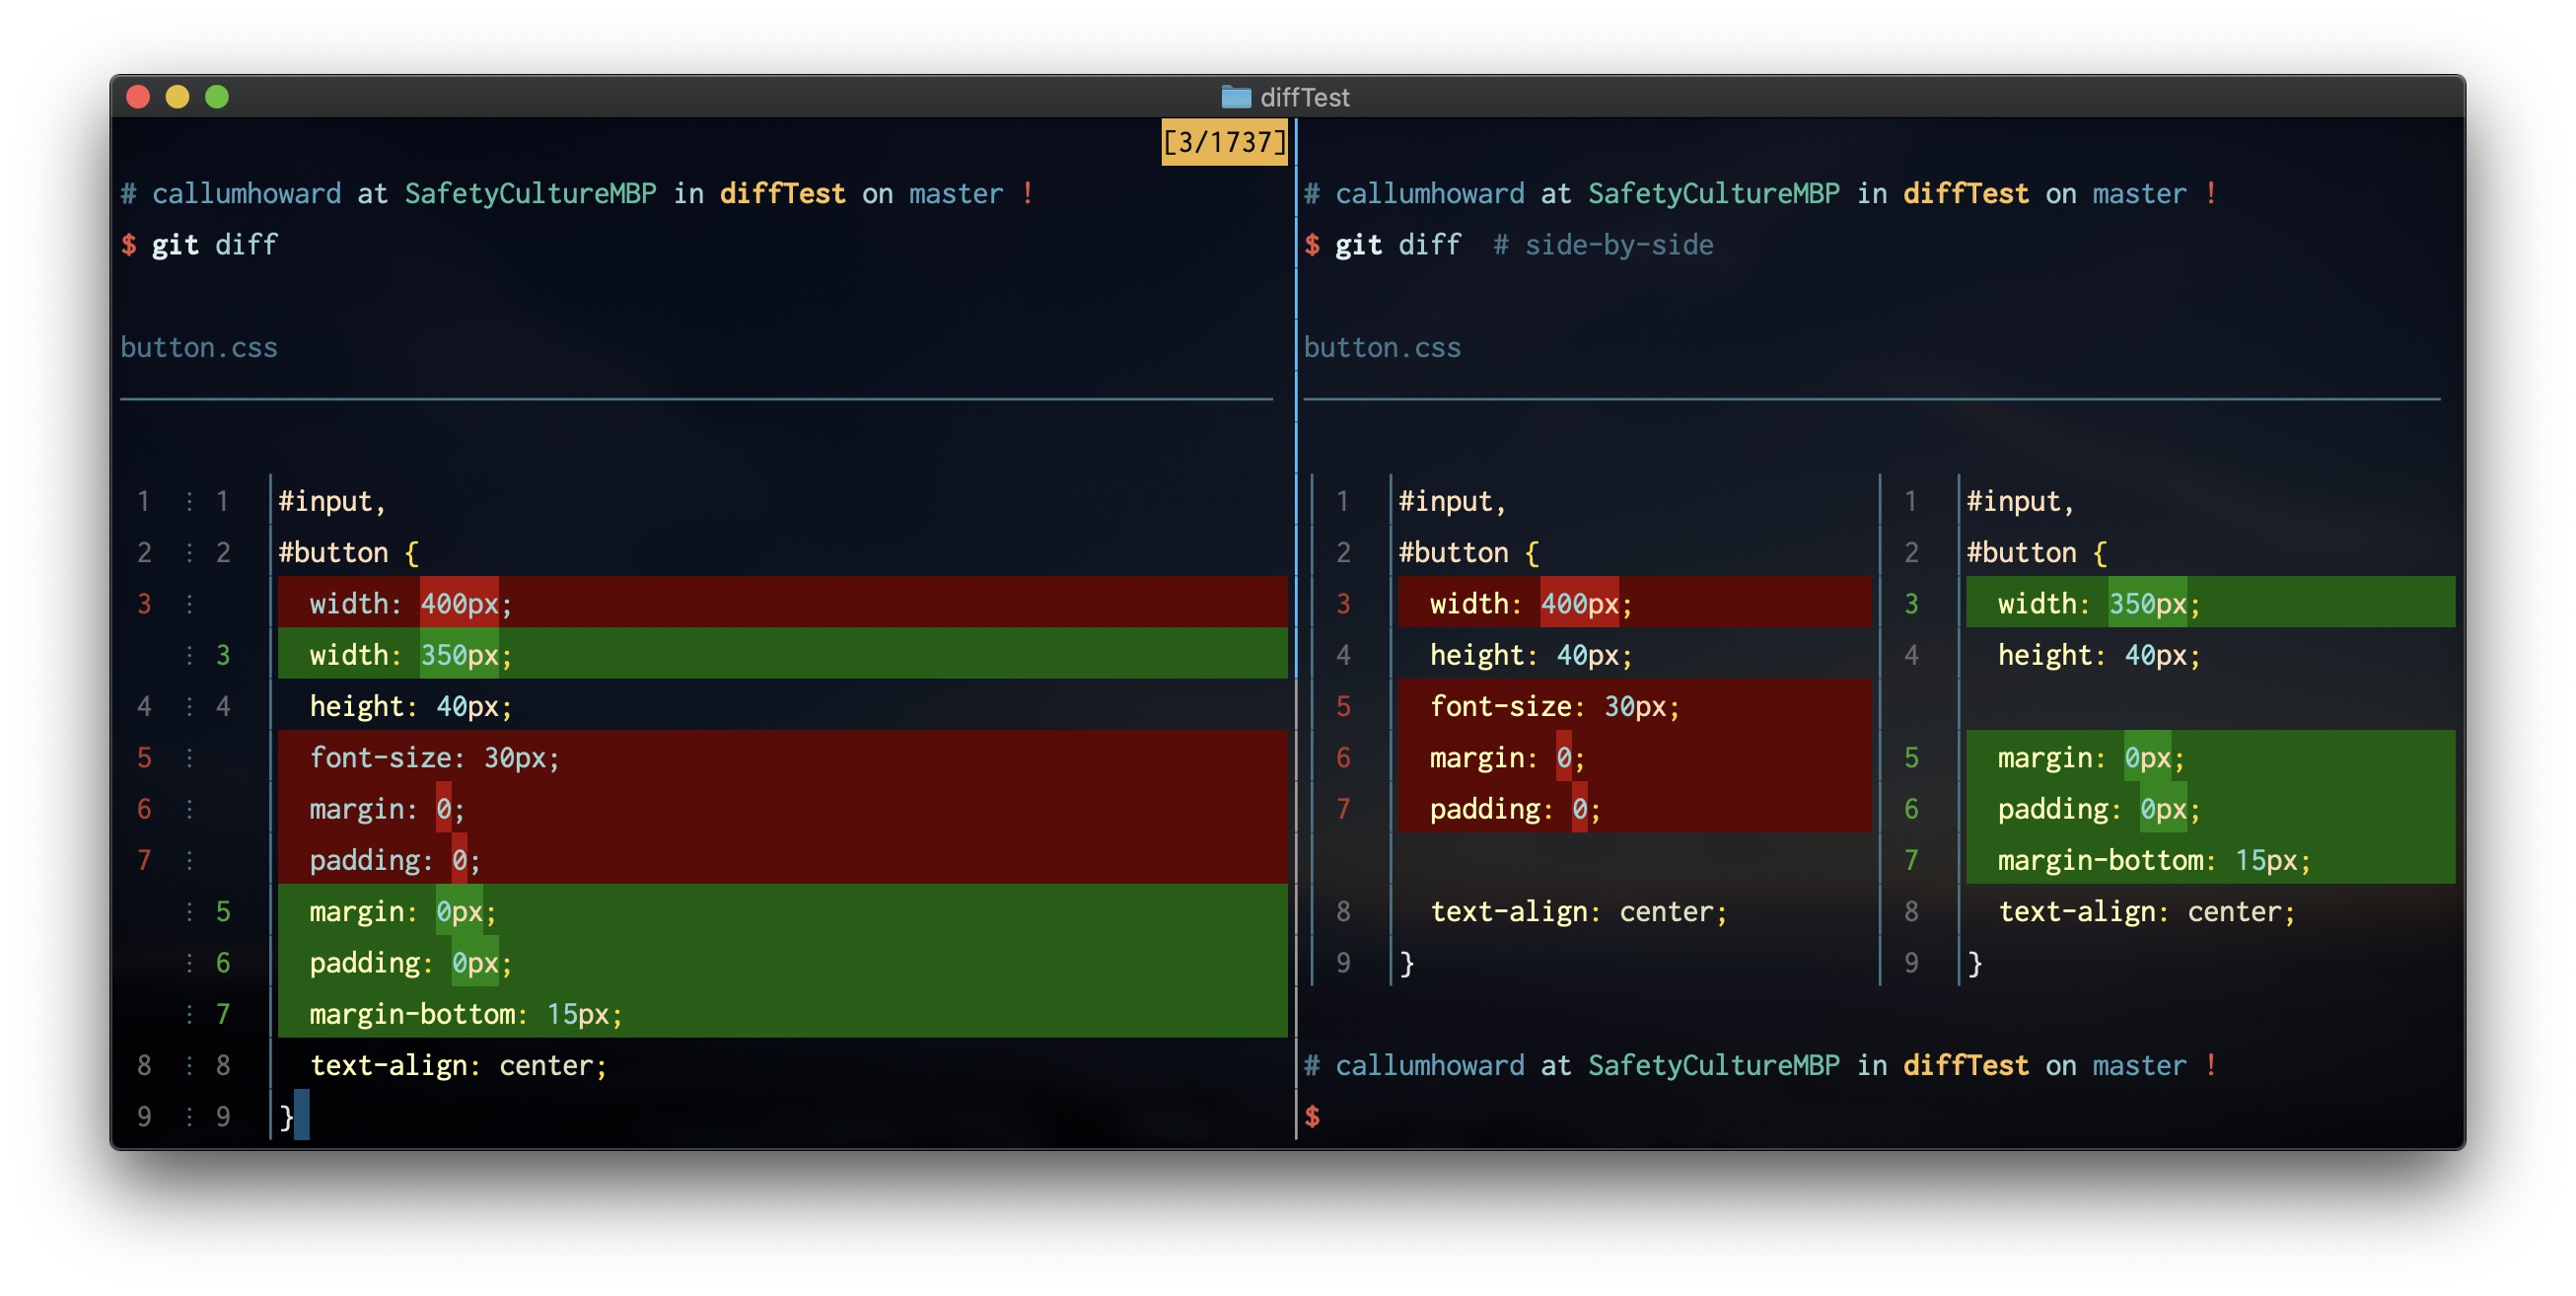 diffTest
[3/1737]
# callumhoward at SafetyCultureMBP in diffTest on master !
$ git diff
button.css
1 ⋮ 1 │#input,
2 ⋮ 2 │#button {
3 ⋮ │ width: 400px;
⋮ 3 │ width: 350px;
4 ⋮ 4 │ height: 40px;
5 ⋮ │ font-size: 30px;
6 ⋮ │ margin: 0;
7 ⋮ │ padding: 0;
⋮ 5 │ margin: 0px;
⋮ 6 │ padding: 0px;
⋮ 7 │ margin-bottom: 15px;
8 ⋮ 8 │ text-align: center;
9 ⋮ 9 │}
# callumhoward at SafetyCultureMBP in diffTest on master !
$ git diff # side-by-side
button.css
│ 1 │#input, │ 1 │#input,
│ 2 │#button { │ 2 │#button {
│ 3 │ width: 400px; │ 3 │ width: 350px;
│ 4 │ height: 40px; │ 4 │ height: 40px;
│ 5 │ font-size: 30px; │ │
│ 6 │ margin: 0; │ 5 │ margin: 0px;
│ 7 │ padding: 0; │ 6 │ padding: 0px;
│ │ │ 7 │ margin-bottom: 15px;
│ 8 │ text-align: center; │ 8 │ text-align: center;
│ 9 │} │ 9 │}
# callumhoward at SafetyCultureMBP in diffTest on master !
$